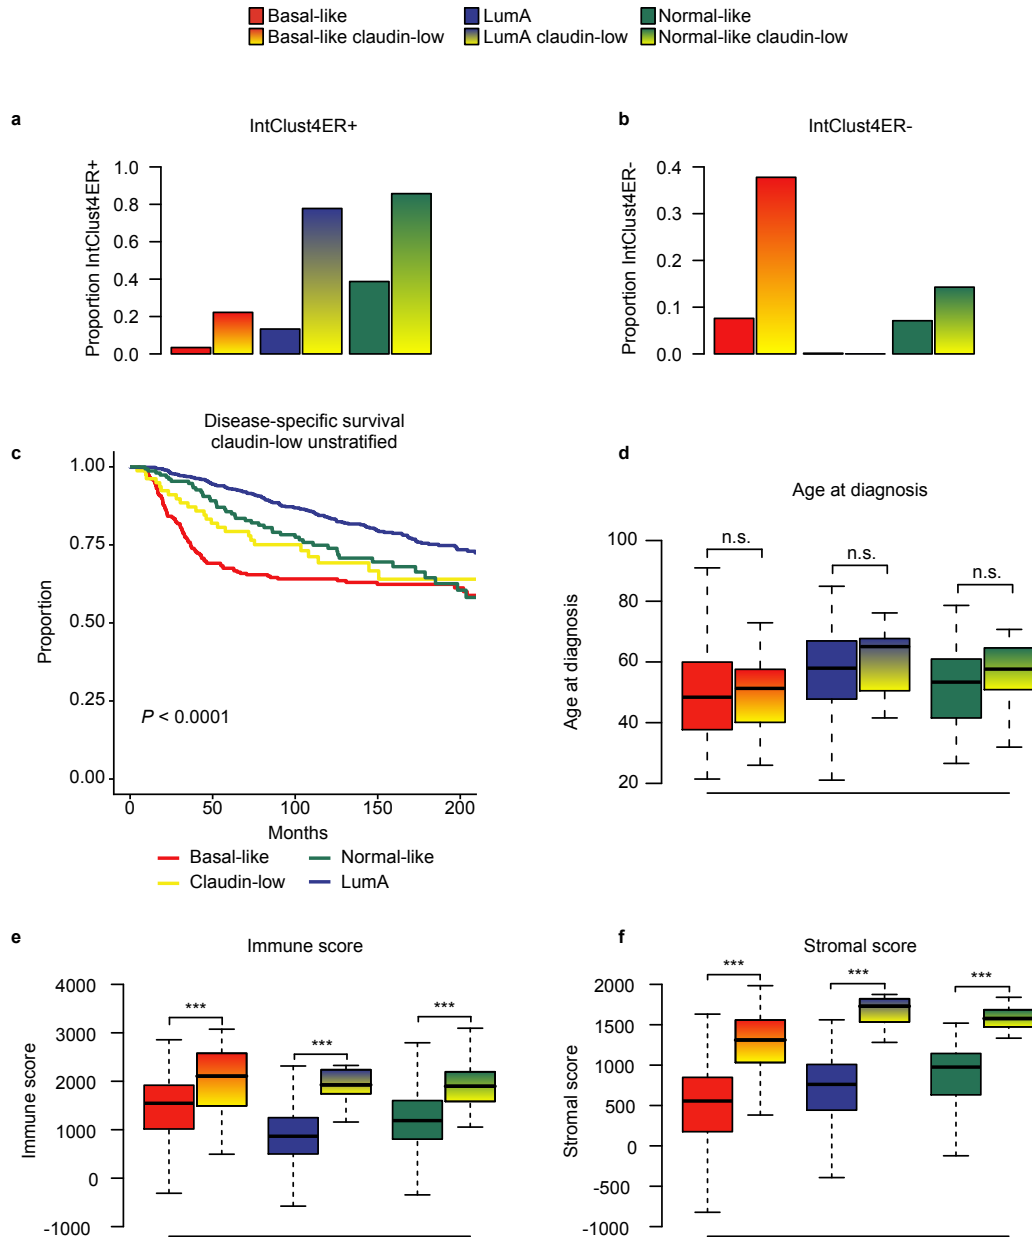 Basal-like LumA Normal-like
Basal-like claudin-low LumA claudin-low Normal-like claudin-low
a
IntClust4ER+
Proportion IntClust4ER+
1.0
0.8
0.6
0.4
0.2
0.0
b
IntClust4ER-
Proportion IntClust4ER-
0.4
0.3
0.2
0.1
0.0
c
Disease-specific survival
claudin-low unstratified
Proportion
1.00
0.75
0.50
0.25
0.00
P < 0.0001
0 50 100 150 200
Months
Basal-like Normal-like
Claudin-low LumA
d
Age at diagnosis
Age at diagnosis
100
80
60
40
20
n.s. n.s. n.s.
e
Immune score
Immune score
4000
3000
2000
1000
0
-1000
*** *** ***
f
Stromal score
Stromal score
2000
1500
1000
500
0
-500
-1000
*** *** ***